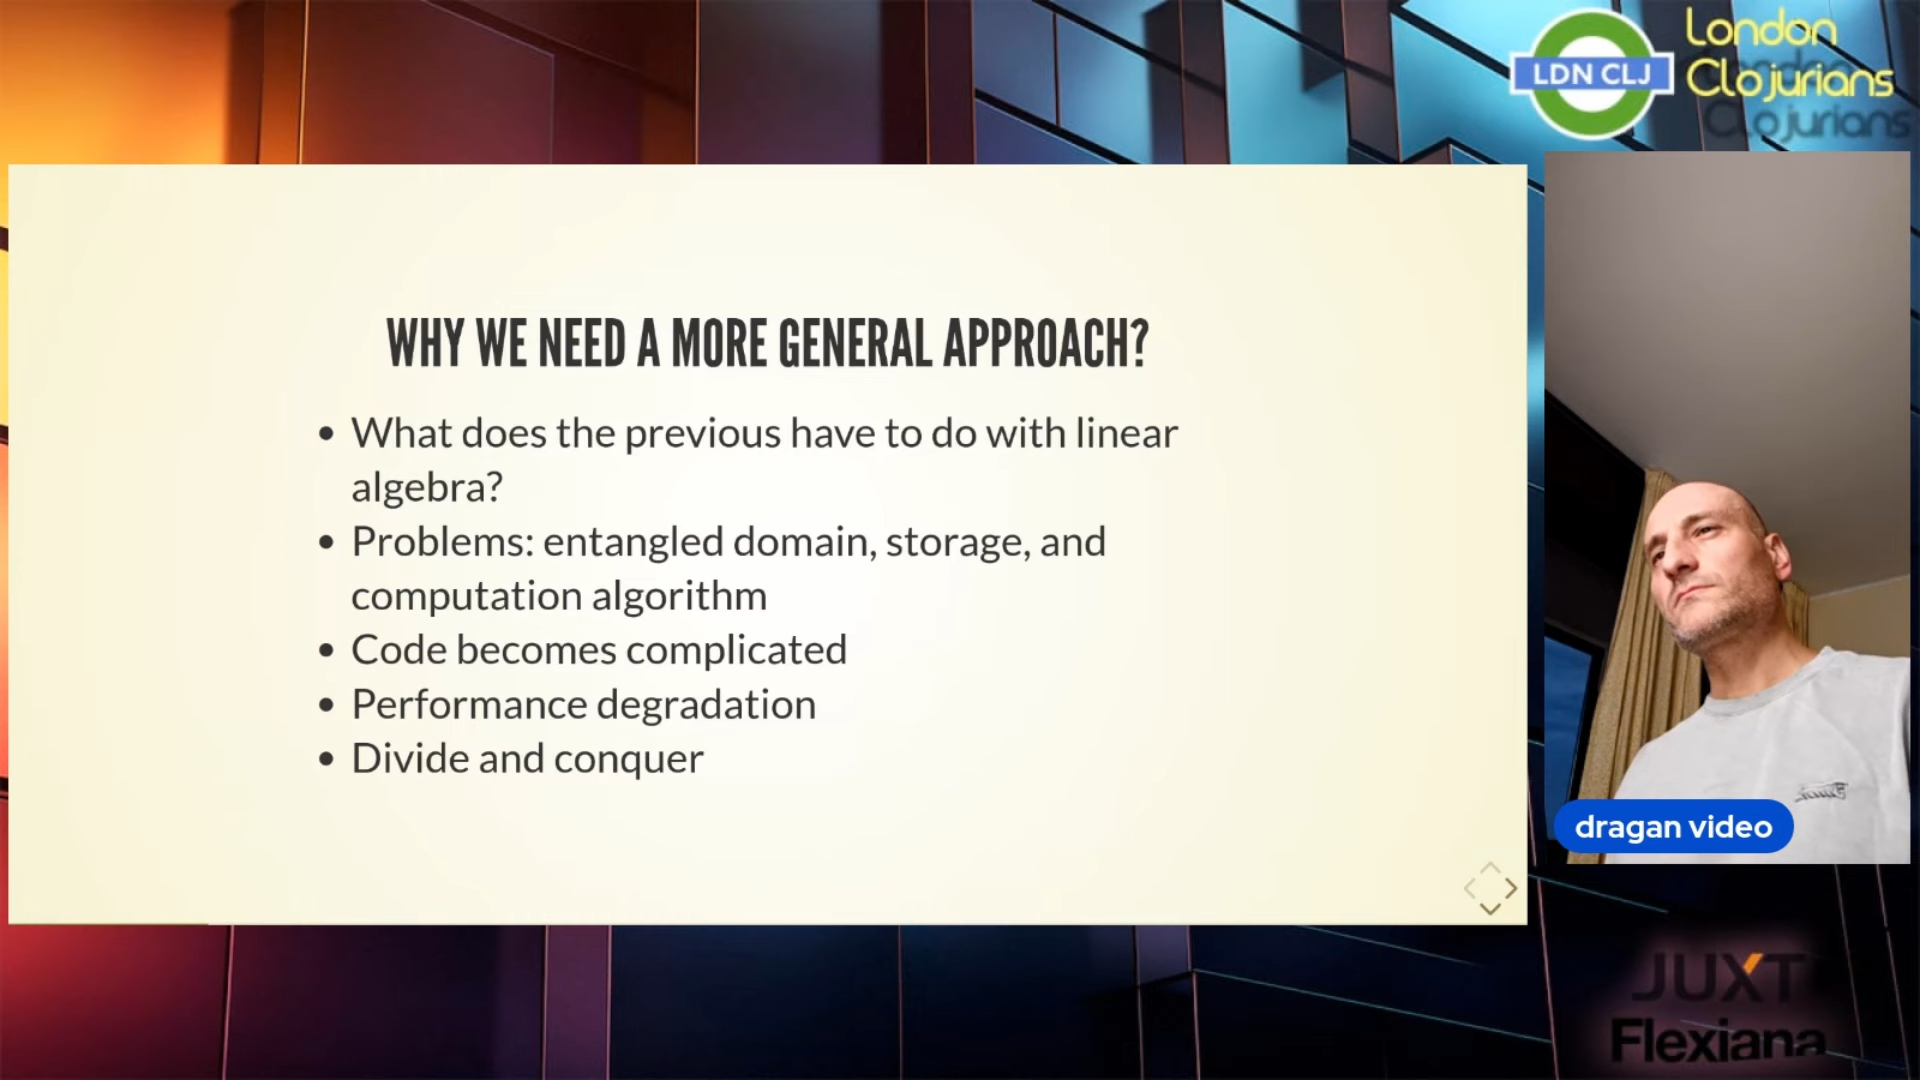 LDN CLJ
London
Clojurians
WHY WE NEED A MORE GENERAL APPROACH?
• What does the previous have to do with linear
algebra?
• Problems: entangled domain, storage, and
computation algorithm
• Code becomes complicated
• Performance degradation
• Divide and conquer
dragan video
JUXT
Flexiana